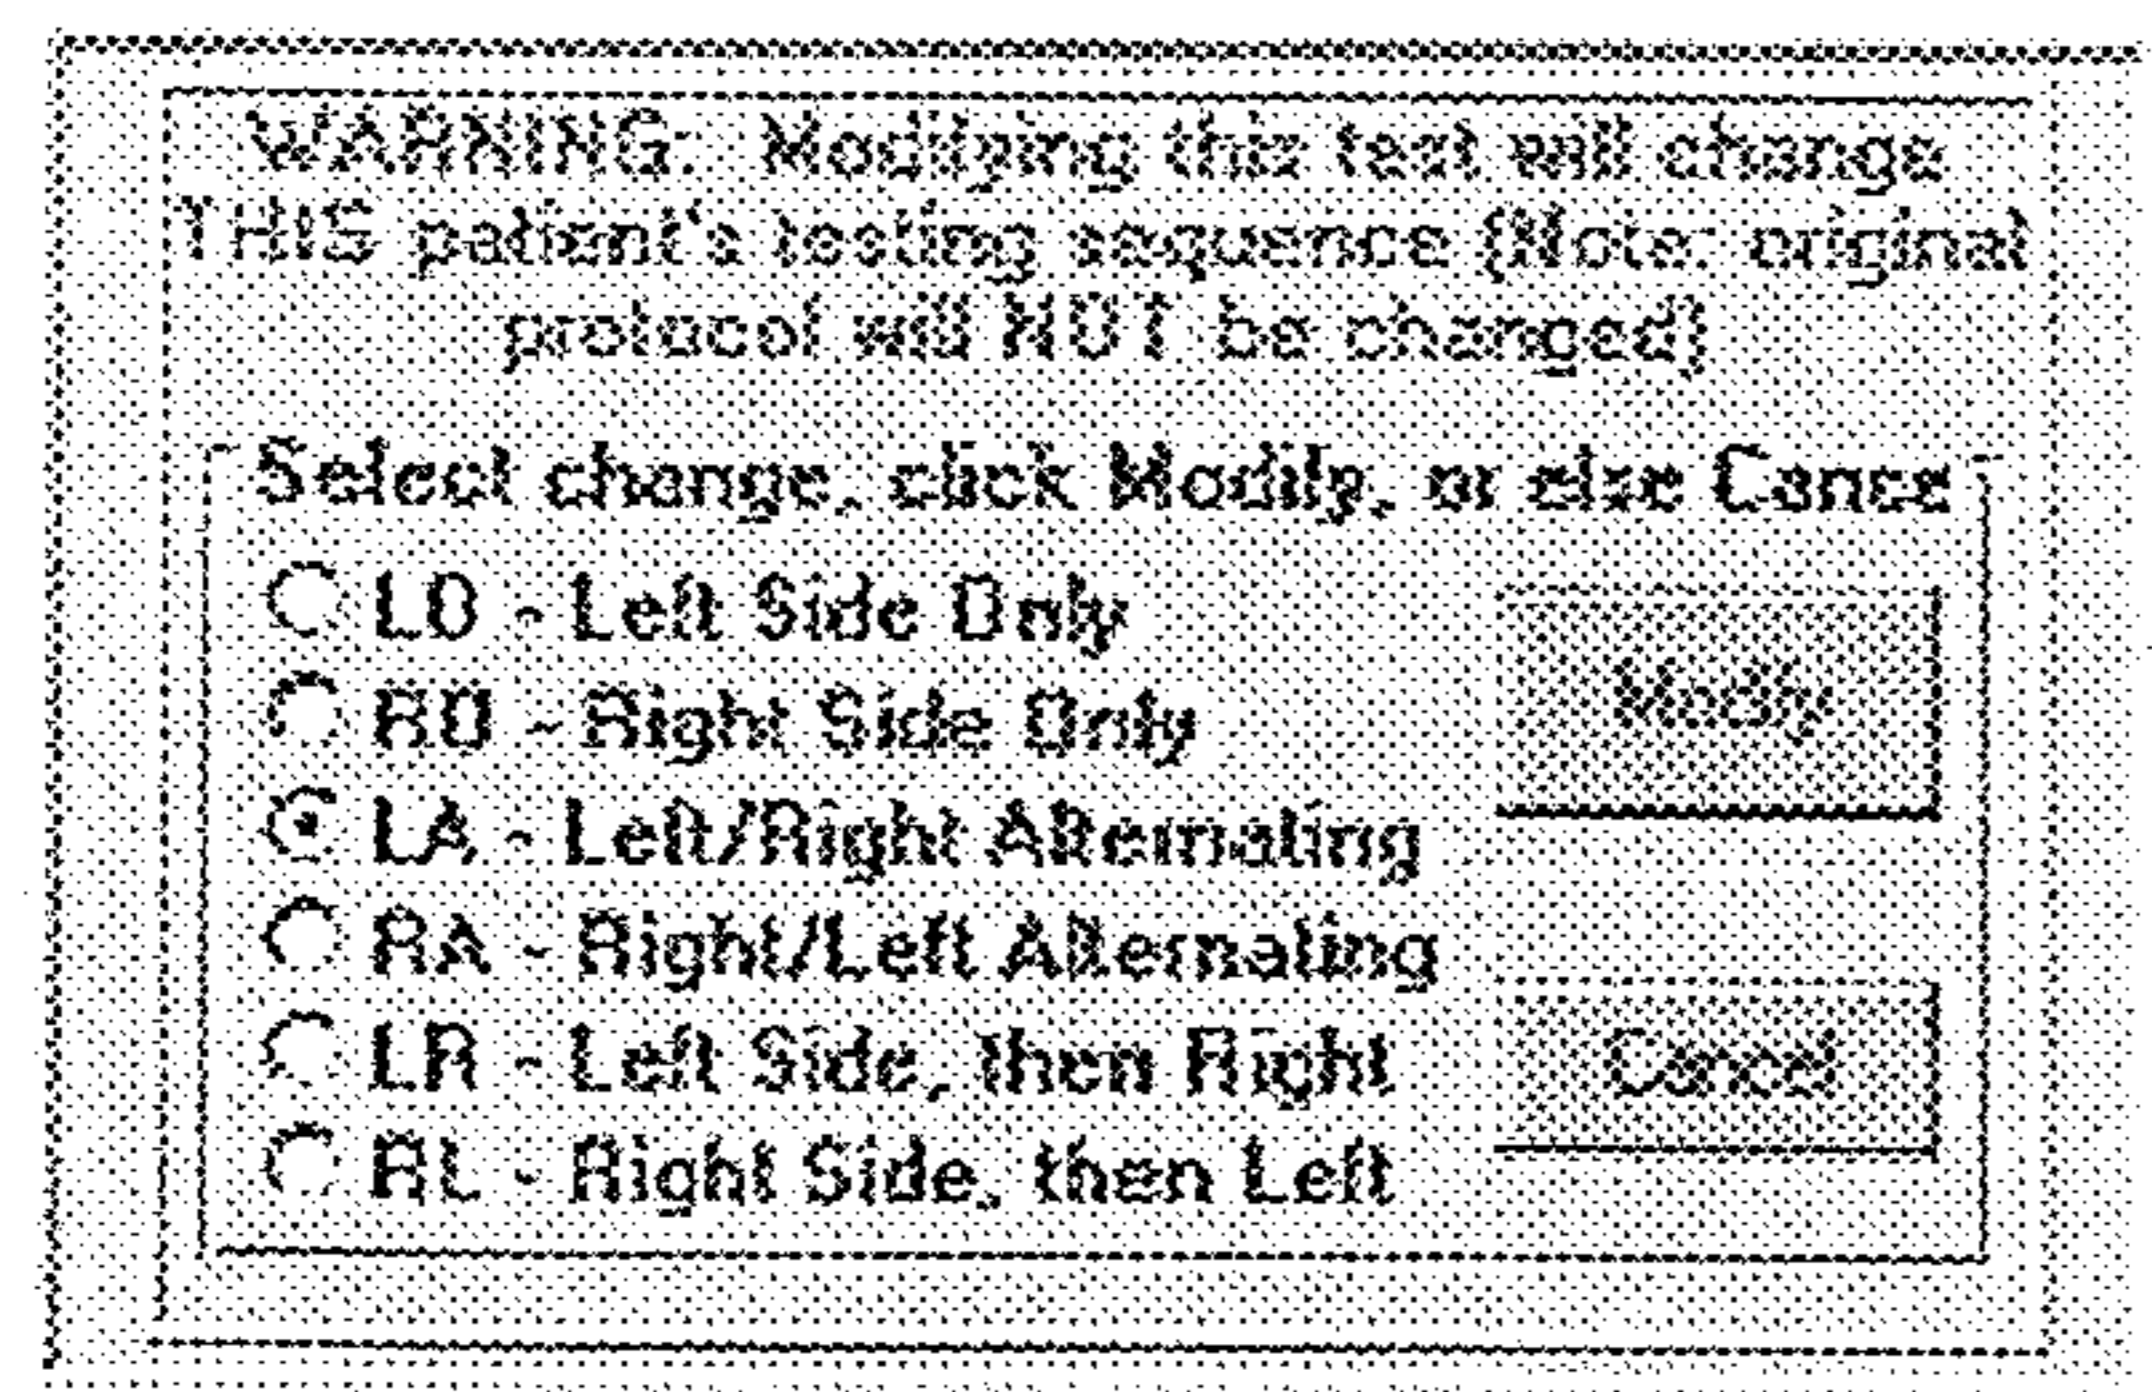 WARNING: Modifying this test will change
THIS patient's testing sequence (Note: original
protocol will NOT be changed)
Select change, click Modify, or else Cance
LO - Left Side Only
RO - Right Side Only
LA - Left/Right Alternating
RA - Right/Left Alternating
LR - Left Side, then Right
RL - Right Side, then Left
Modify
Cancel